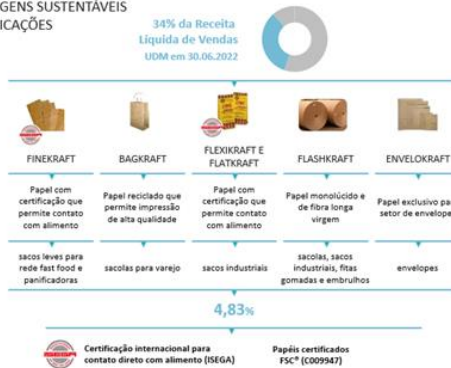 GENS SUSTENTÁVEIS
ICAÇÕES
34% da Receita
Líquida de Vendas
UDM em 30.06.2022
FINEKRAFT
BAGKRAFT
FLEXIKRAFT E
FLATKRAFT
FLASHKRAFT
ENVELOKRAFT
Papel com
certificação que
permite contato
com alimento
Papel reciclado que
permite impressão
de alta qualidade
Papel com
certificação que
permite contato
com alimento
Papel monolúcido e
de fibra longa
virgem
Papel exclusivo pa
setor de envelope
sacos leves para
rede fast food e
panificadoras
sacolas para varejo
sacos industriais
sacolas, sacos
industriais, fitas
gomadas e embrulhos
envelopes
4,83%
ISEGA
Certificação internacional para
contato direto com alimento (ISEGA)
Papéis certificados
FSC® (C009947)